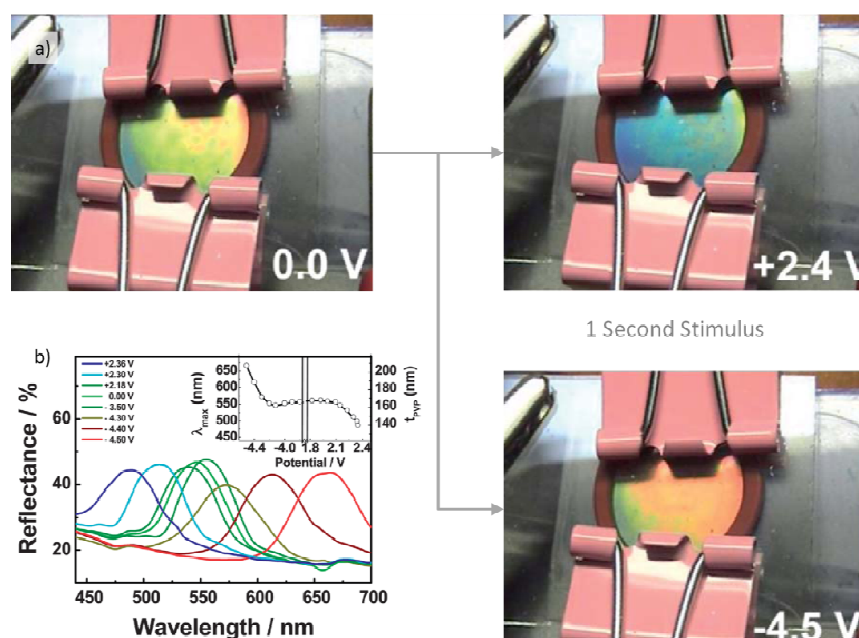 a)
0.0 V
+2.4 V
1 Second Stimulus
-4.5 V
b)
+2.36 V
+2.30 V
+2.18 V
0.00 V
- 3.50 V
- 4.30 V
- 4.40 V
- 4.50 V
Reflectance / %
80
40
20
450 500 550 600 650 700
Wavelength / nm
λmax (nm)
650
600
550
500
450
-4.4 -4.0 1.8 2.1 2.4
Potential / V
200
180
160
140
tPVP (nm)